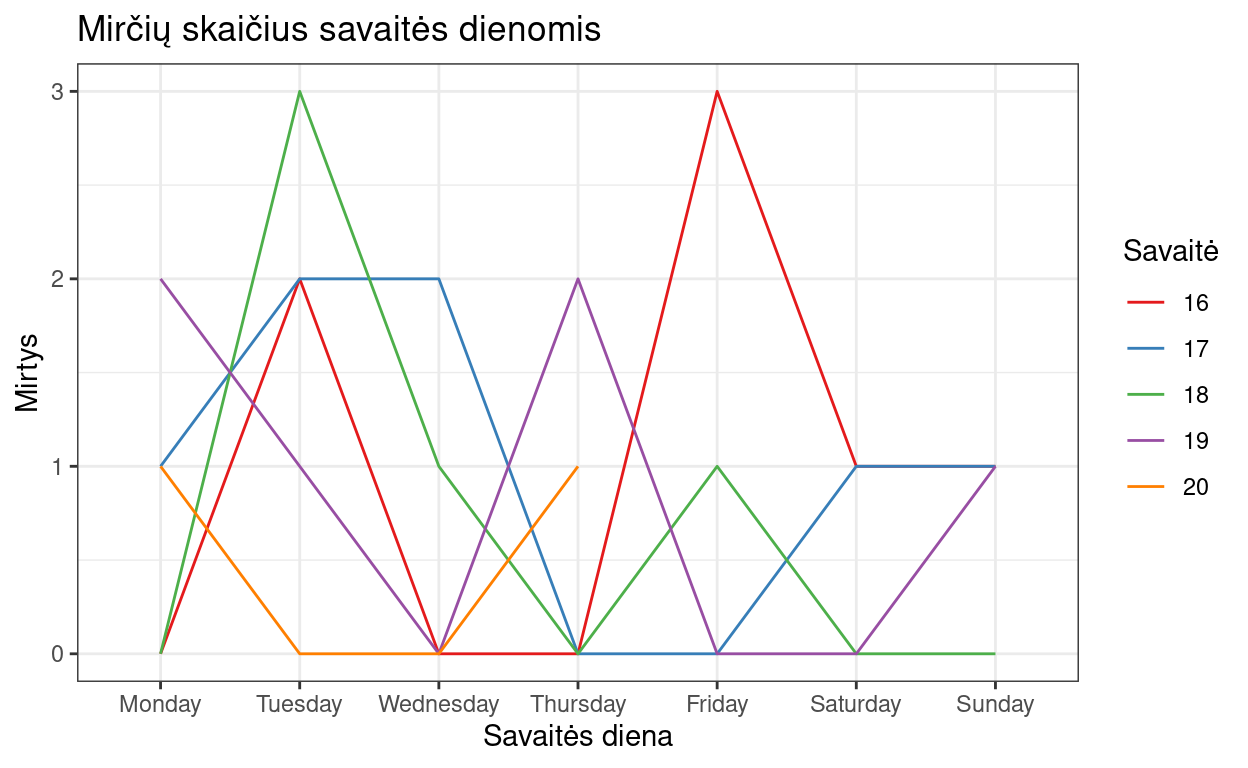 Mirčių skaičius savaitės dienomis
3
2
1
0
Mirtys
Monday Tuesday Wednesday Thursday Friday Saturday Sunday
Savaitės diena
Savaitė
16
17
18
19
20